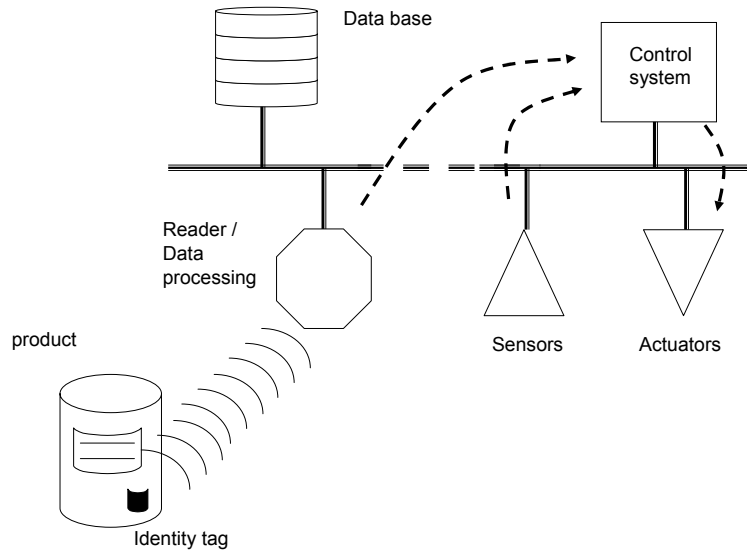 Data base
Control
system
Reader /
Data
processing
product
Sensors
Actuators
Identity tag